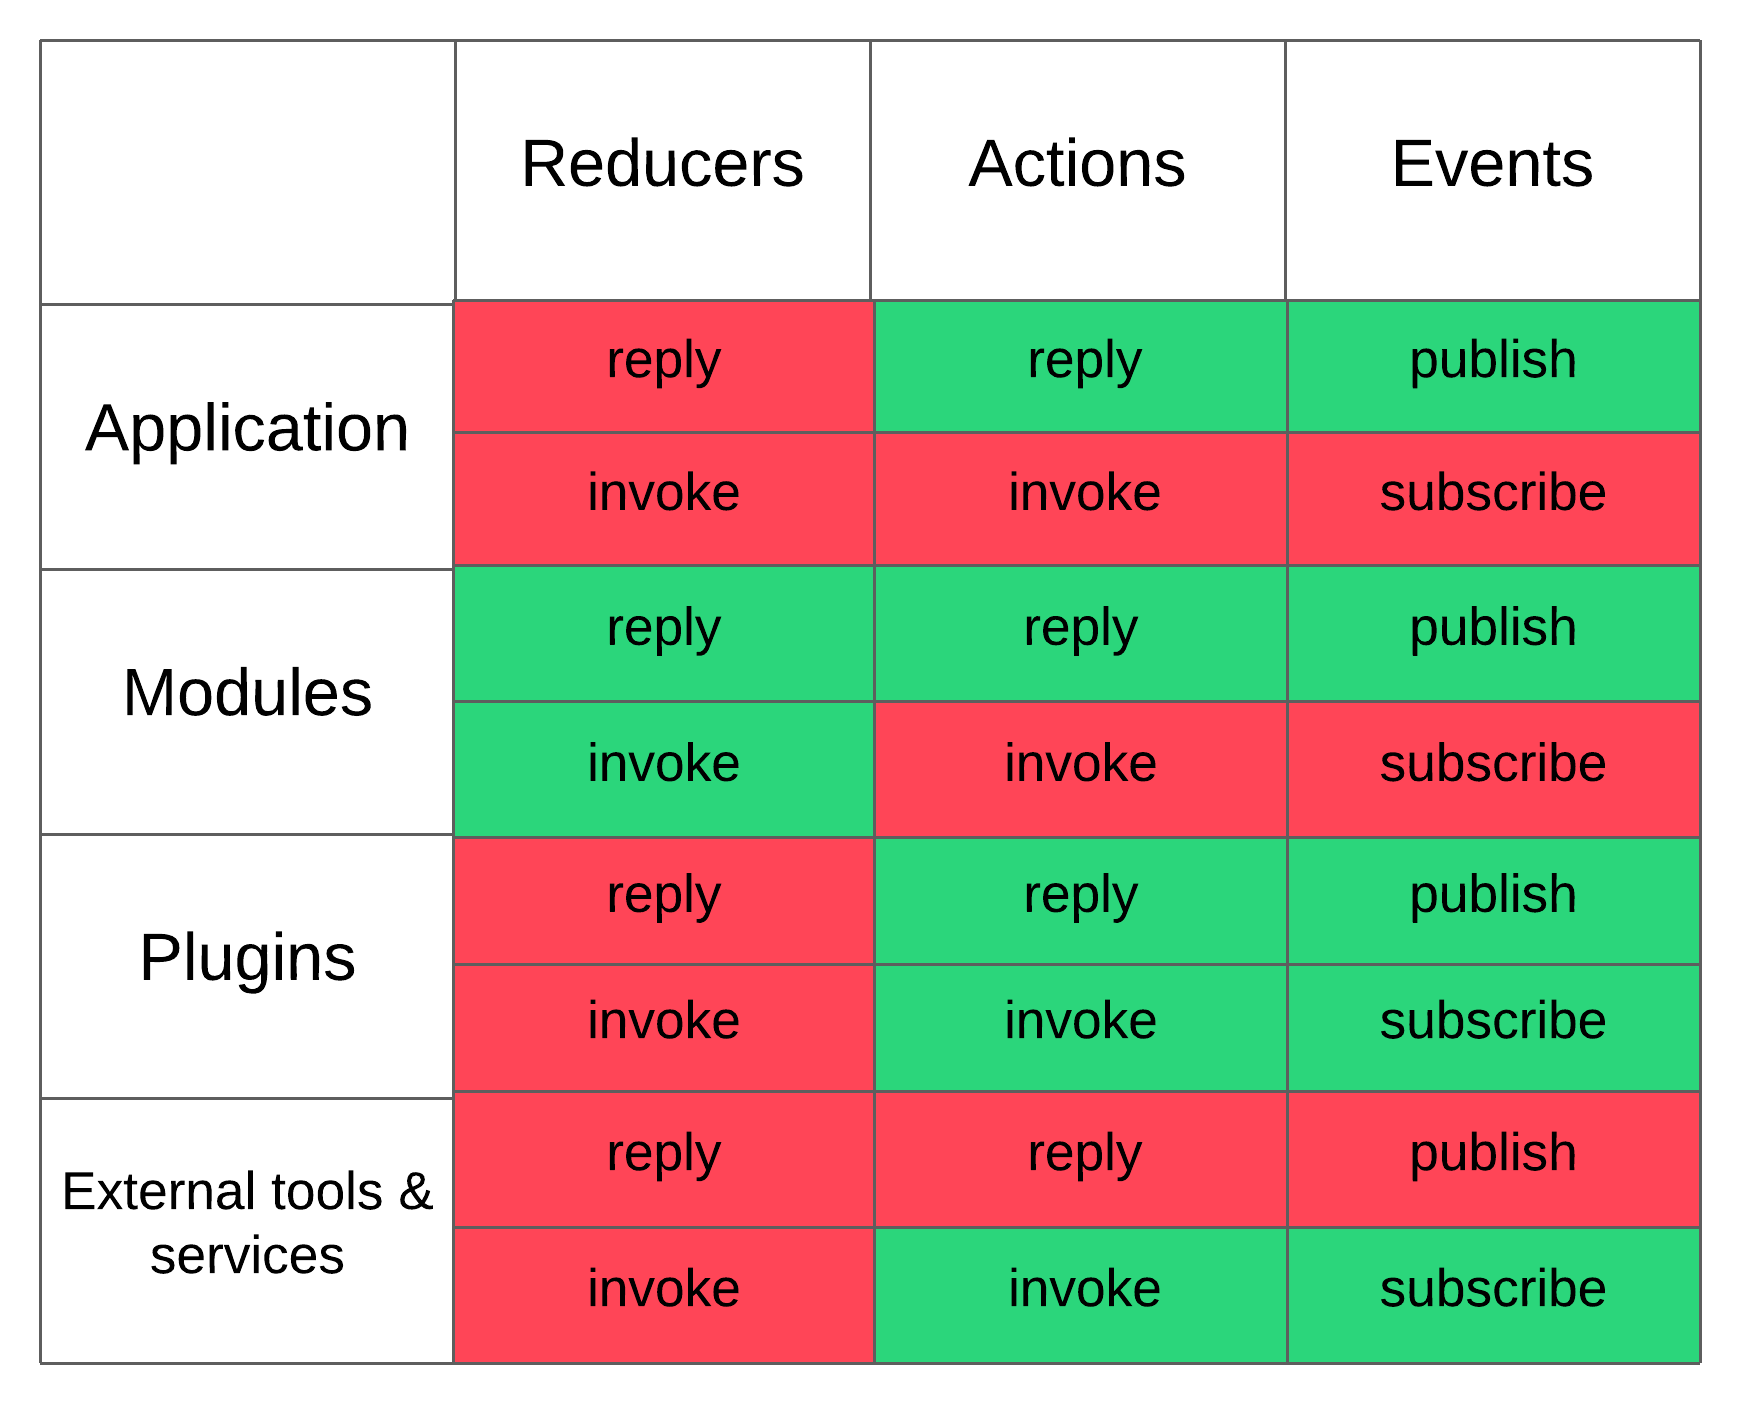 Reducers
Actions
Events
Application
reply
reply
publish
invoke
invoke
subscribe
Modules
reply
reply
publish
invoke
invoke
subscribe
Plugins
reply
reply
publish
invoke
invoke
subscribe
External tools &
services
reply
reply
publish
invoke
invoke
subscribe